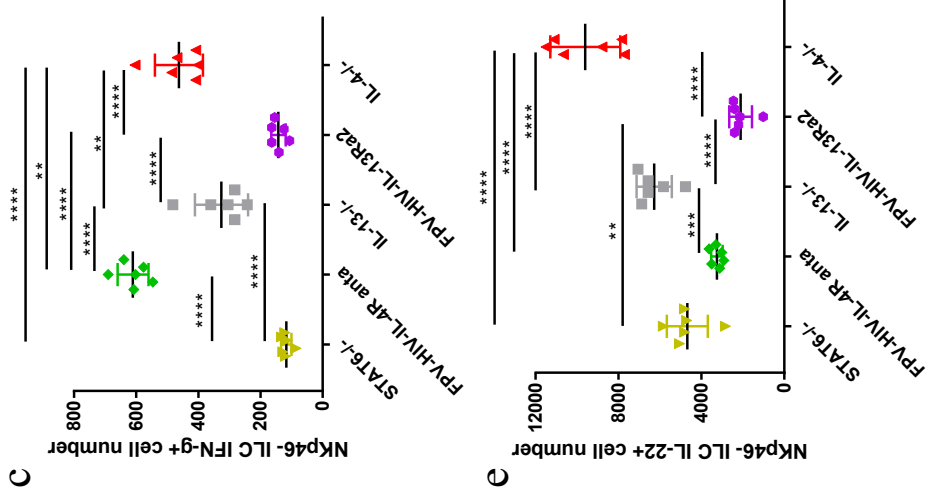 c
****
**
****
****
**
****
****
****
****
NKp46- ILC IFN-g+ cell number
800
600
400
200
0
STAT6-/-.
FPV-HIV-IL-4R anta
IL-13-/-.
FPV-HIV-IL-13Ra2
IL-4-/-.
e
****
****
****
**
***
****
****
NKp46- ILC IL-22+ cell number
12000
8000
4000
0
STAT6-/-.
FPV-HIV-IL-4R anta
IL-13-/-.
FPV-HIV-IL-13Ra2
IL-4-/-.